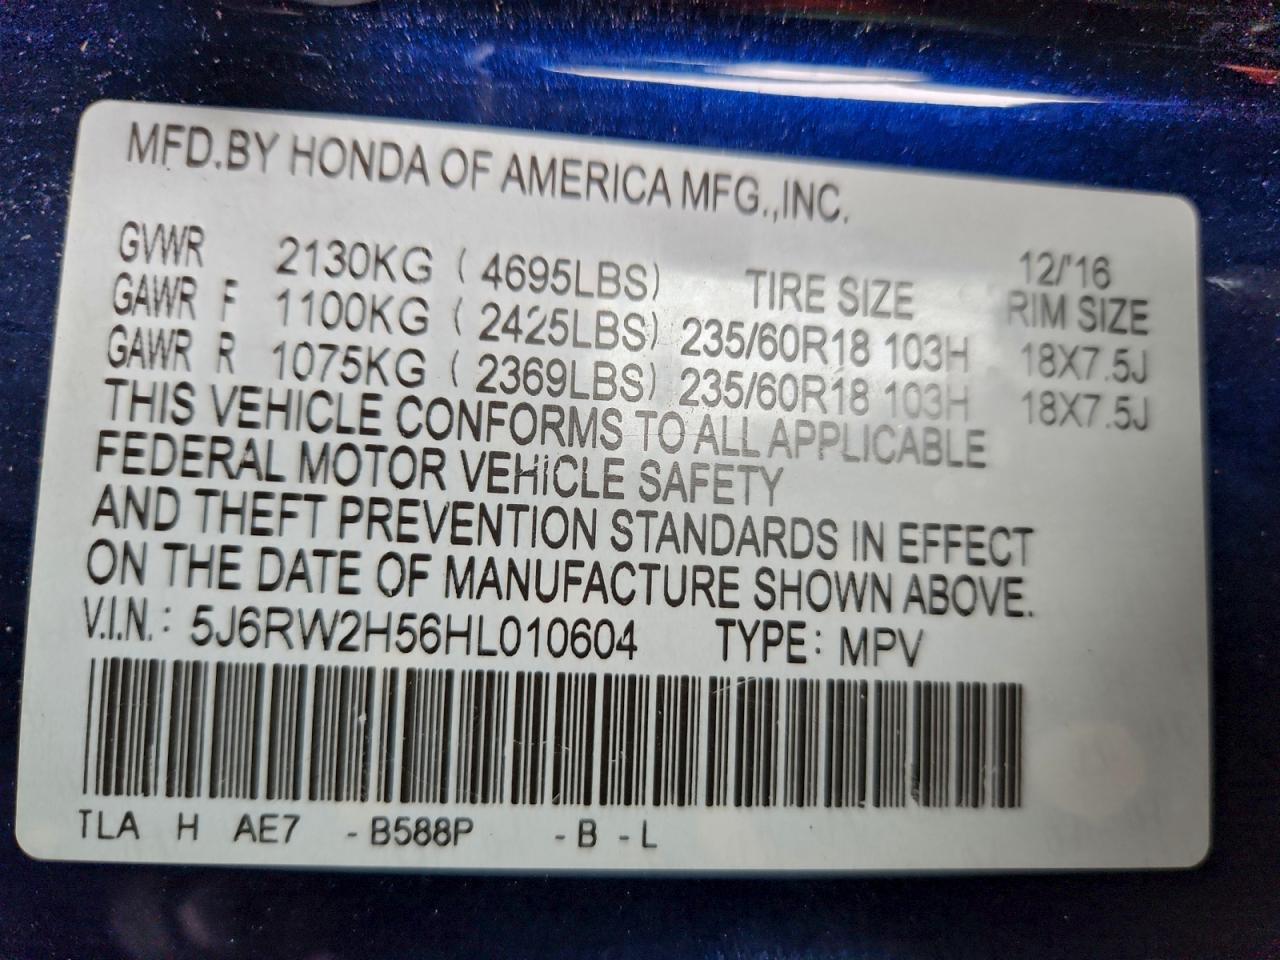 MFD.BY HONDA OF AMERICA MFG.,INC.
12/'16
GVWR 2130KG ( 4695LBS) TIRE SIZE RIM SIZE
GAWR F 1100KG ( 2425LBS) 235/60R18 103H 18X7.5J
GAWR R 1075KG ( 2369LBS) 235/60R18 103H 18X7.5J
THIS VEHICLE CONFORMS TO ALL APPLICABLE
FEDERAL MOTOR VEHICLE SAFETY
AND THEFT PREVENTION STANDARDS IN EFFECT
ON THE DATE OF MANUFACTURE SHOWN ABOVE.
V.I.N.: 5J6RW2H56HL010604 TYPE: MPV
TLA H AE7 -B588P -B -L